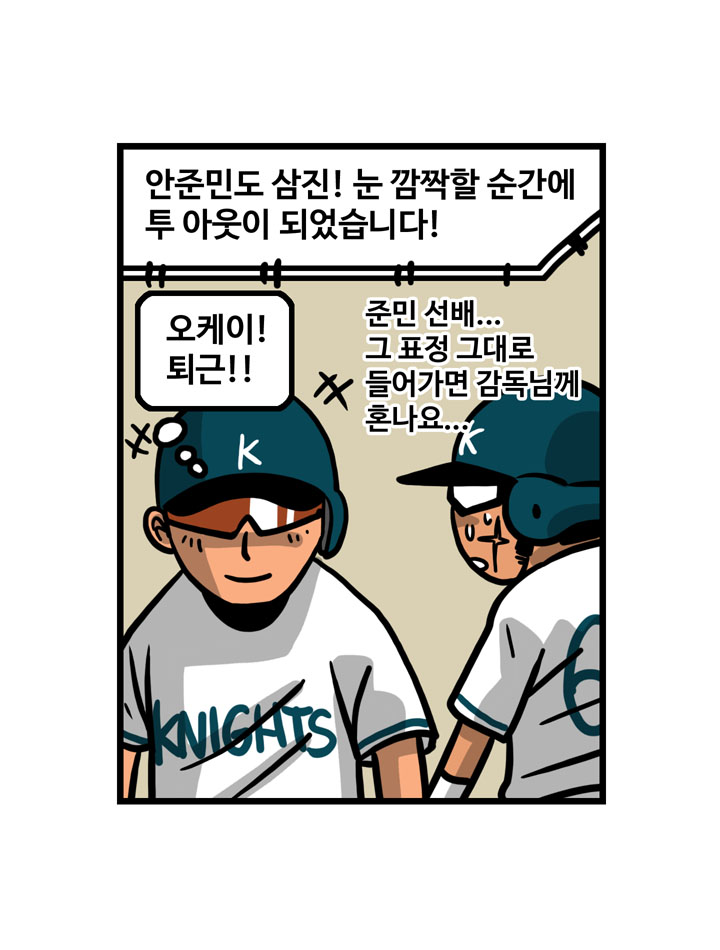 안준민도 삼진! 눈 깜짝할 순간에
투 아웃이 되었습니다!
오케이!
퇴근!!
준민 선배...
그 표정 그대로
들어가면 감독님께
혼나요...
K
K
KNIGHTS
6